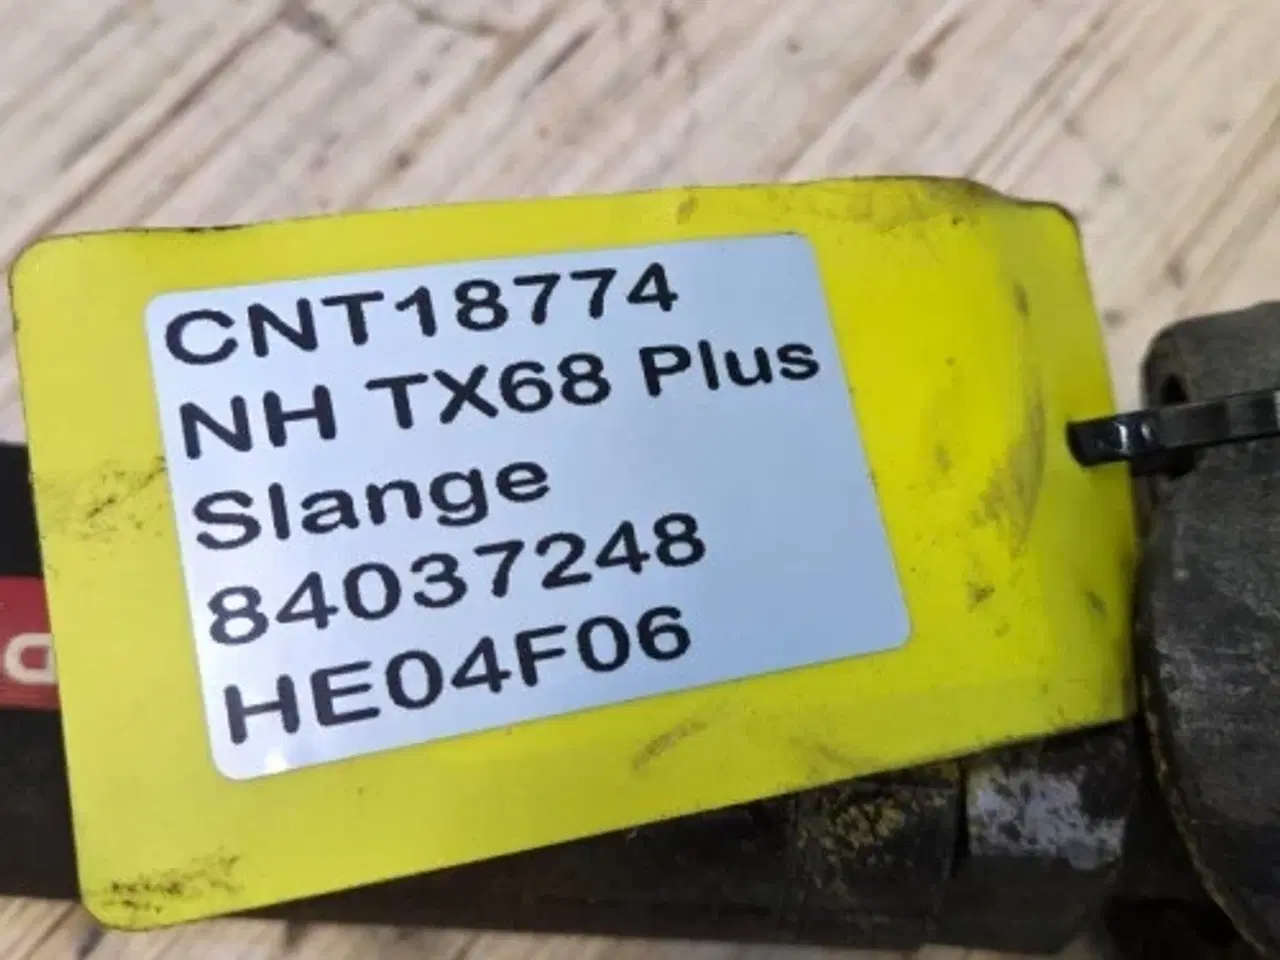 CNT18774
NH TX68 Plus
Slange
84037248
HE04F06